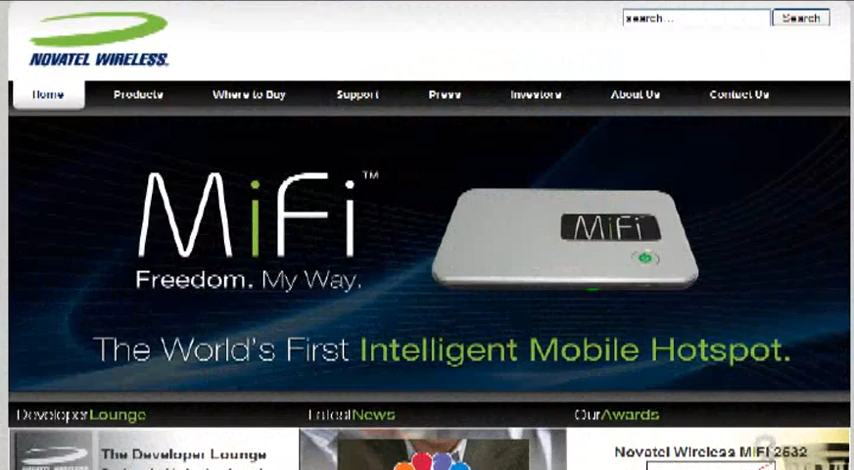 search...
Search
NOVATEL WIRELESS.
Home Products Where to Buy Support Press Investors About Us Contact Us
MiFi™
Freedom. My Way.
MiFi
The World's First Intelligent Mobile Hotspot.
DeveloperLounge LatestNews OurAwards
The Developer Lounge
Novatel Wireless MiFi